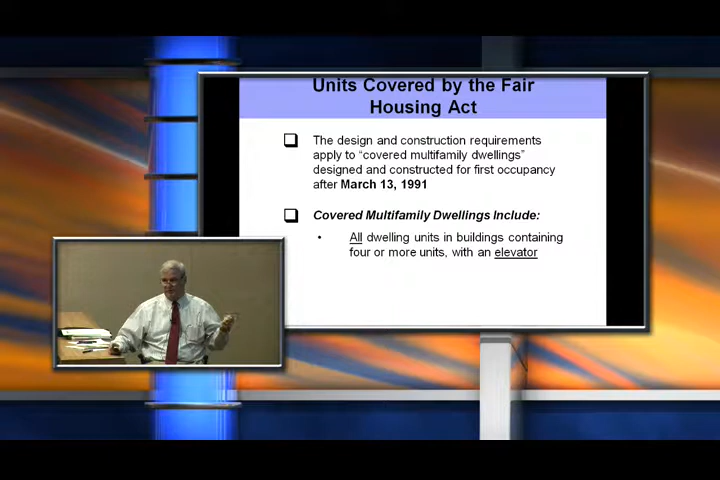 Units Covered by the Fair
Housing Act
The design and construction requirements
apply to “covered multifamily dwellings”
designed and constructed for first occupancy
after March 13, 1991
Covered Multifamily Dwellings Include:
• All dwelling units in buildings containing
four or more units, with an elevator